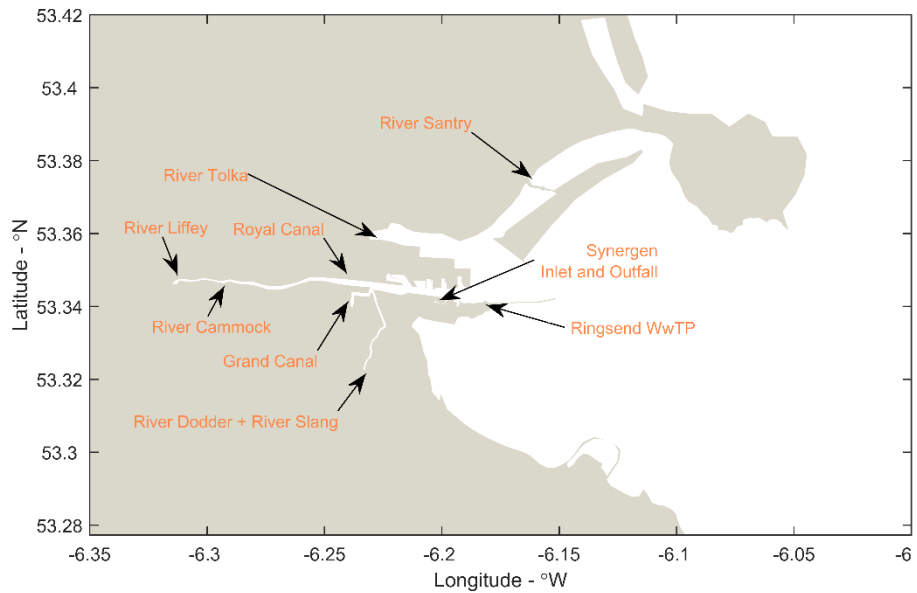 53.42
53.4
53.38
53.36
53.34
53.32
53.3
53.28
Latitude - °N
River Santry
River Tolka
River Liffey
Royal Canal
Synergen
Inlet and Outfall
River Cammock
Ringsend WwTP
Grand Canal
River Dodder + River Slang
-6.35
-6.3
-6.25
-6.2
-6.15
-6.1
-6.05
-6
Longitude - °W